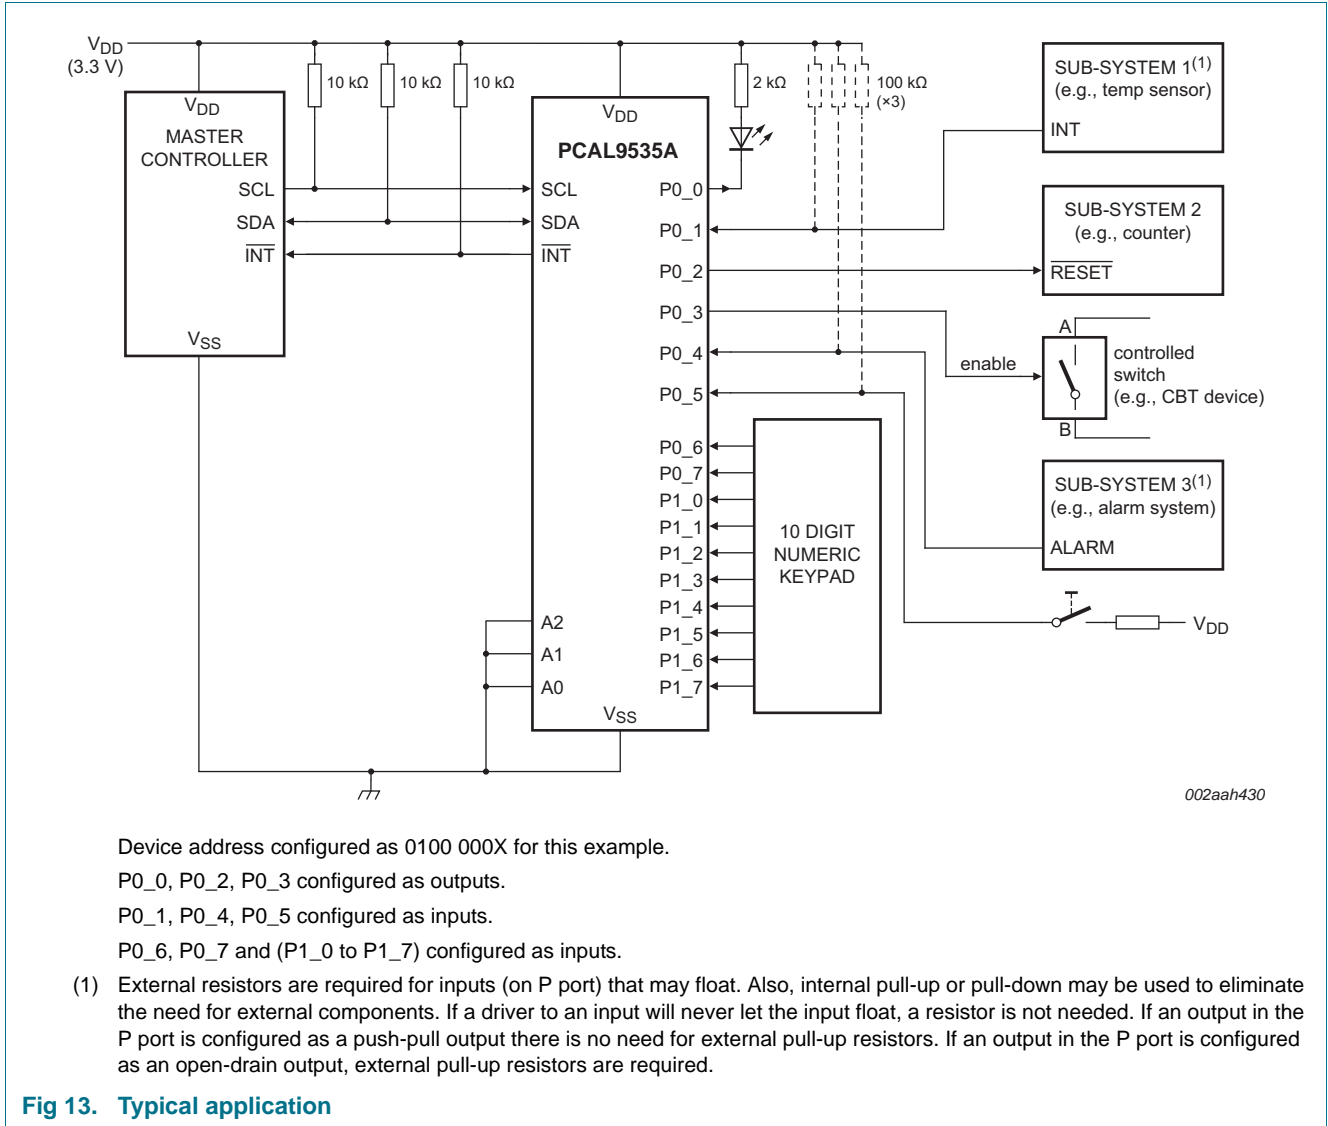 VDD
(3.3 V)
10 kΩ
10 kΩ
10 kΩ
2 kΩ
100 kΩ
(×3)
VDD
MASTER
CONTROLLER
SCL
SDA
INT
VSS
VDD
PCAL9535A
SCL
SDA
INT
A2
A1
A0
VSS
P0_0
P0_1
P0_2
P0_3
P0_4
P0_5
P0_6
P0_7
P1_0
P1_1
P1_2
P1_3
P1_4
P1_5
P1_6
P1_7
10 DIGIT
NUMERIC
KEYPAD
SUB-SYSTEM 1(1)
(e.g., temp sensor)
INT
SUB-SYSTEM 2
(e.g., counter)
RESET
A
enable
controlled
switch
(e.g., CBT device)
B
SUB-SYSTEM 3(1)
(e.g., alarm system)
ALARM
VDD
002aah430
Device address configured as 0100 000X for this example.
P0_0, P0_2, P0_3 configured as outputs.
P0_1, P0_4, P0_5 configured as inputs.
P0_6, P0_7 and (P1_0 to P1_7) configured as inputs.
(1) External resistors are required for inputs (on P port) that may float. Also, internal pull-up or pull-down may be used to eliminate
the need for external components. If a driver to an input will never let the input float, a resistor is not needed. If an output in the
P port is configured as a push-pull output there is no need for external pull-up resistors. If an output in the P port is configured
as an open-drain output, external pull-up resistors are required.
Fig 13. Typical application